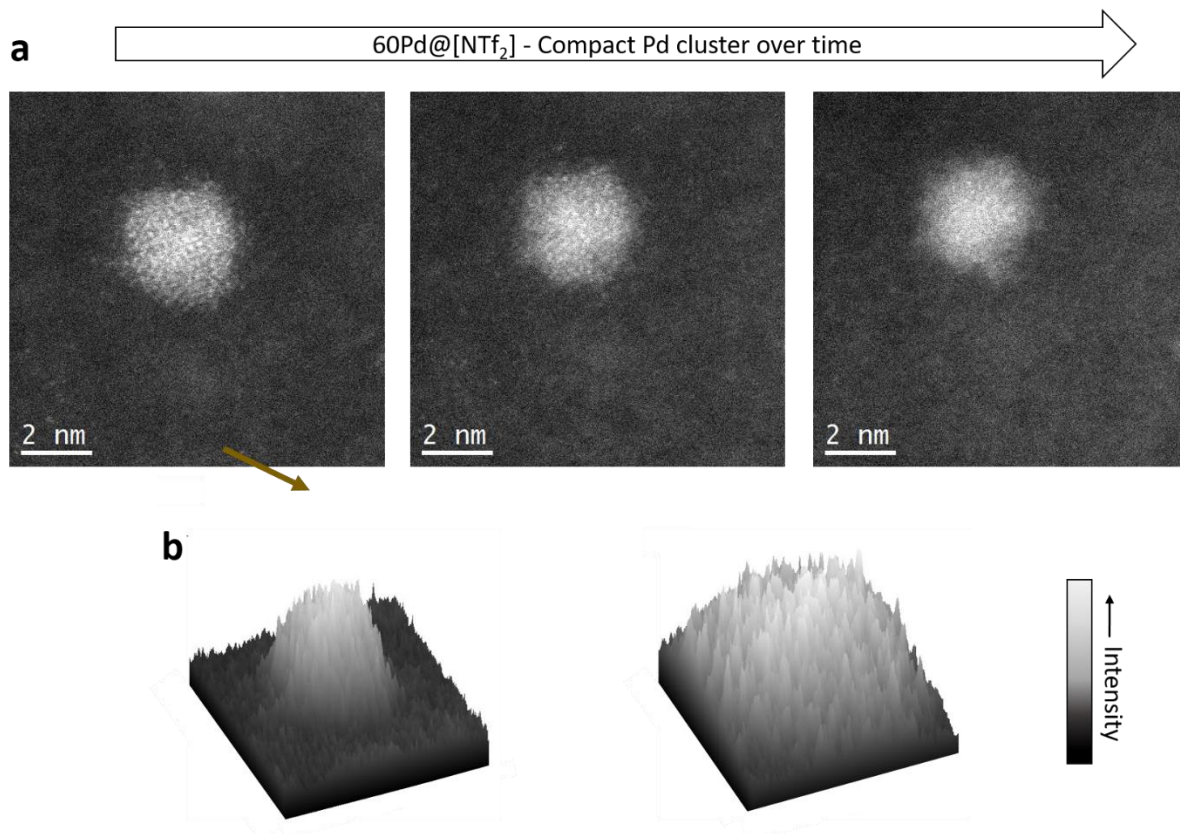 a
60Pd@[NTf₂] - Compact Pd cluster over time
2 nm
2 nm
2 nm
b
Intensity